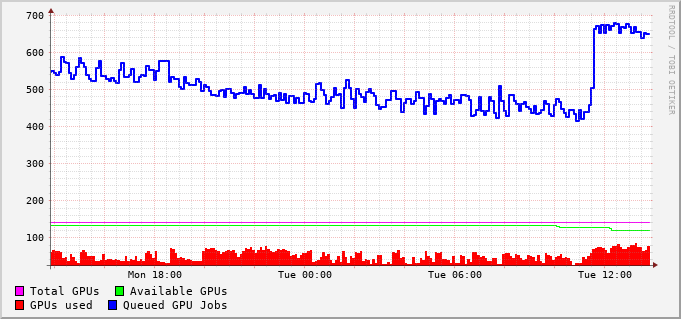 700
600
500
400
300
200
100
Mon 18:00 Tue 00:00 Tue 06:00 Tue 12:00
Total GPUs Available GPUs
GPUs used Queued GPU Jobs
RRDTOOL / TOBI OETIKER